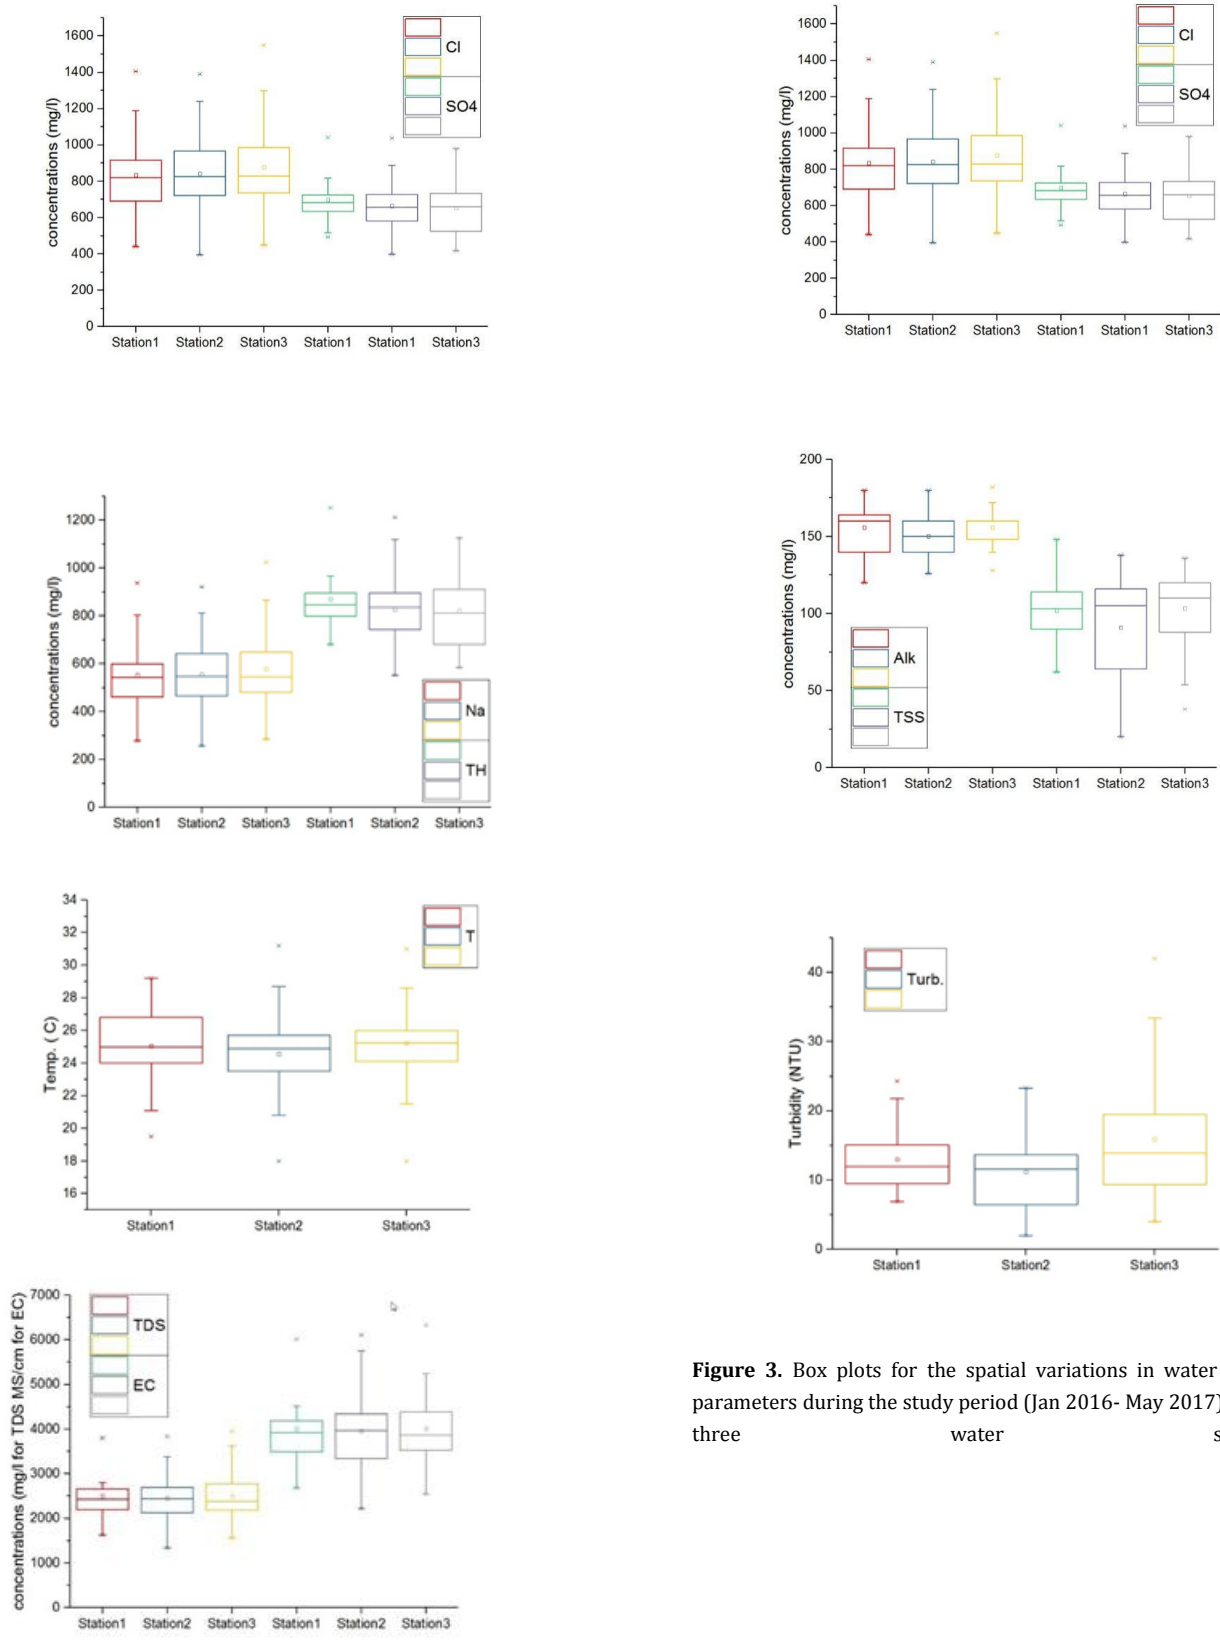 1600
1400
1200
1000
800
600
400
200
0
concentrations (mg/l)
Cl
SO4
Station1 Station2 Station3 Station1 Station1 Station3
1600
1400
1200
1000
800
600
400
200
0
concentrations (mg/l)
Cl
SO4
Station1 Station2 Station3 Station1 Station1 Station3
1200
1000
800
600
400
200
0
concentrations (mg/l)
Na
TH
Station1 Station2 Station3 Station1 Station2 Station3
200
150
100
50
0
concentrations (mg/l)
Alk
TSS
Station1 Station2 Station3 Station1 Station2 Station3
34
32
30
28
26
24
22
20
18
16
Temp. ( C)
T
Station1 Station2 Station3
40
30
20
10
0
Turbidity (NTU)
Turb.
Station1 Station2 Station3
7000
6000
5000
4000
3000
2000
1000
0
concentrations (mg/l for TDS MS/cm for EC)
TDS
EC
Station1 Station2 Station3 Station1 Station2 Station3
Figure 3. Box plots for the spatial variations in water
parameters during the study period (Jan 2016- May 2017)
three water s